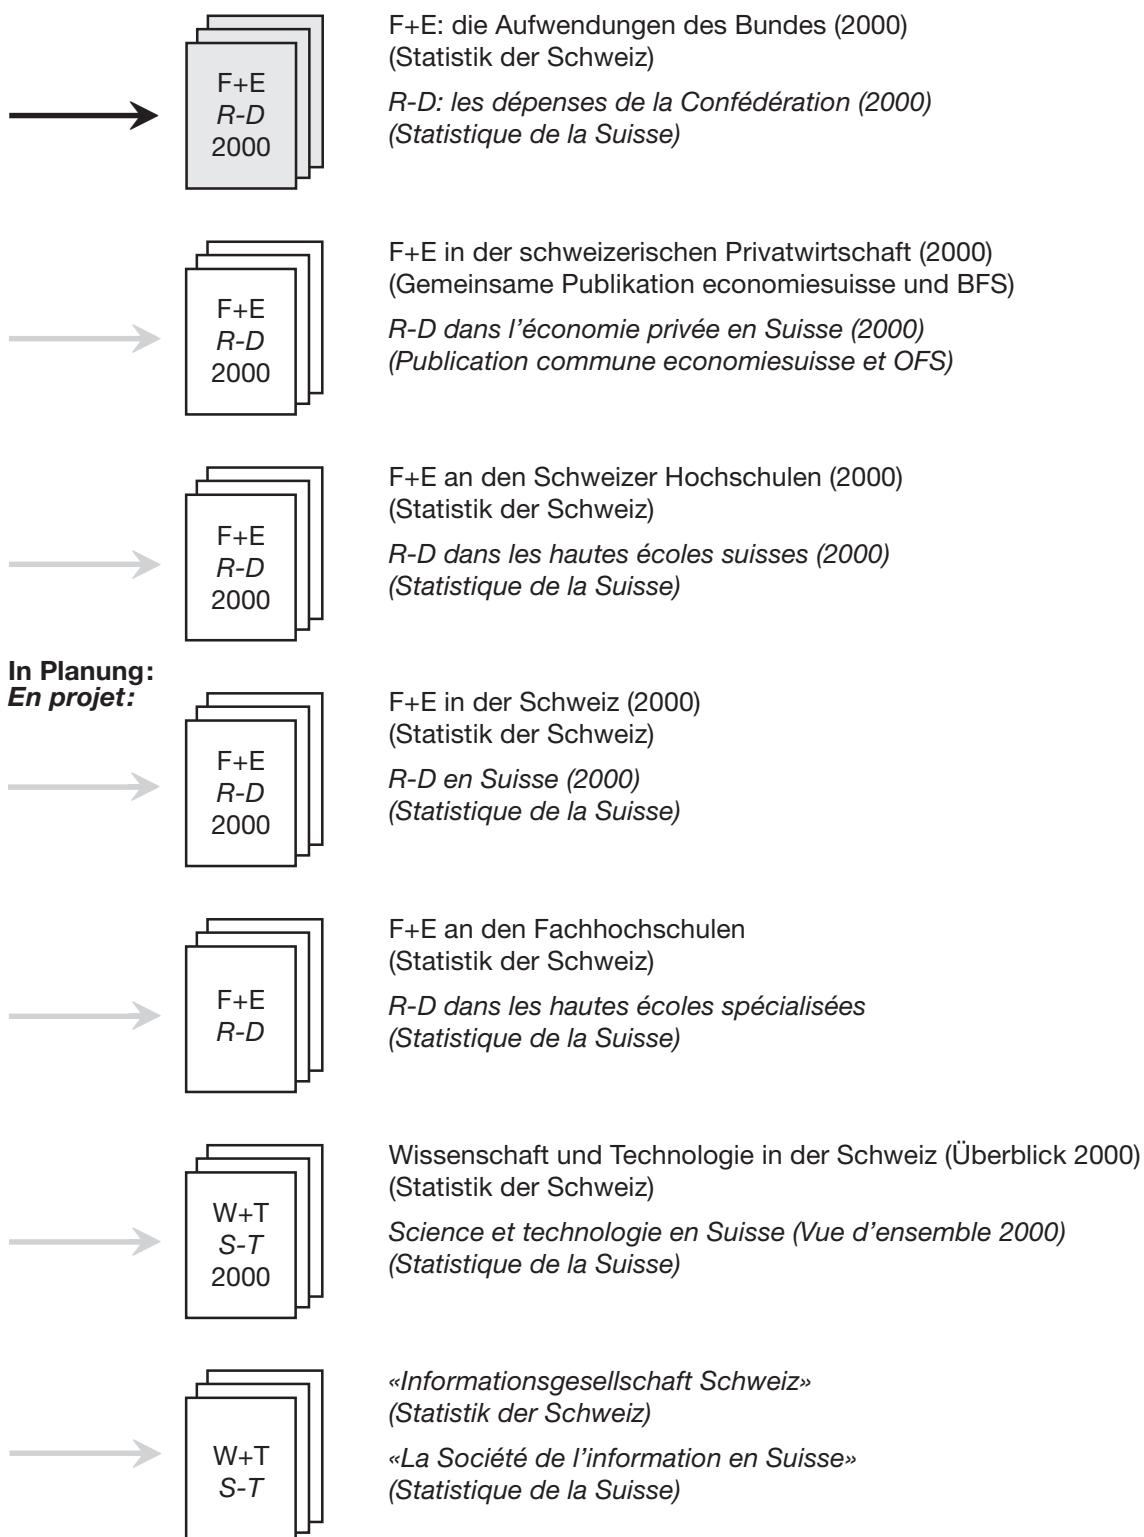 F+E
R-D
2000
F+E: die Aufwendungen des Bundes (2000)
(Statistik der Schweiz)
R-D: les dépenses de la Confédération (2000)
(Statistique de la Suisse)
F+E
R-D
2000
F+E in der schweizerischen Privatwirtschaft (2000)
(Gemeinsame Publikation economiesuisse und BFS)
R-D dans l'économie privée en Suisse (2000)
(Publication commune economiesuisse et OFS)
F+E
R-D
2000
F+E an den Schweizer Hochschulen (2000)
(Statistik der Schweiz)
R-D dans les hautes écoles suisses (2000)
(Statistique de la Suisse)
In Planung:
En projet:
F+E
R-D
2000
F+E in der Schweiz (2000)
(Statistik der Schweiz)
R-D en Suisse (2000)
(Statistique de la Suisse)
F+E
R-D
F+E an den Fachhochschulen
(Statistik der Schweiz)
R-D dans les hautes écoles spécialisées
(Statistique de la Suisse)
W+T
S-T
2000
Wissenschaft und Technologie in der Schweiz (Überblick 2000)
(Statistik der Schweiz)
Science et technologie en Suisse (Vue d'ensemble 2000)
(Statistique de la Suisse)
W+T
S-T
«Informationsgesellschaft Schweiz»
(Statistik der Schweiz)
«La Société de l'information en Suisse»
(Statistique de la Suisse)